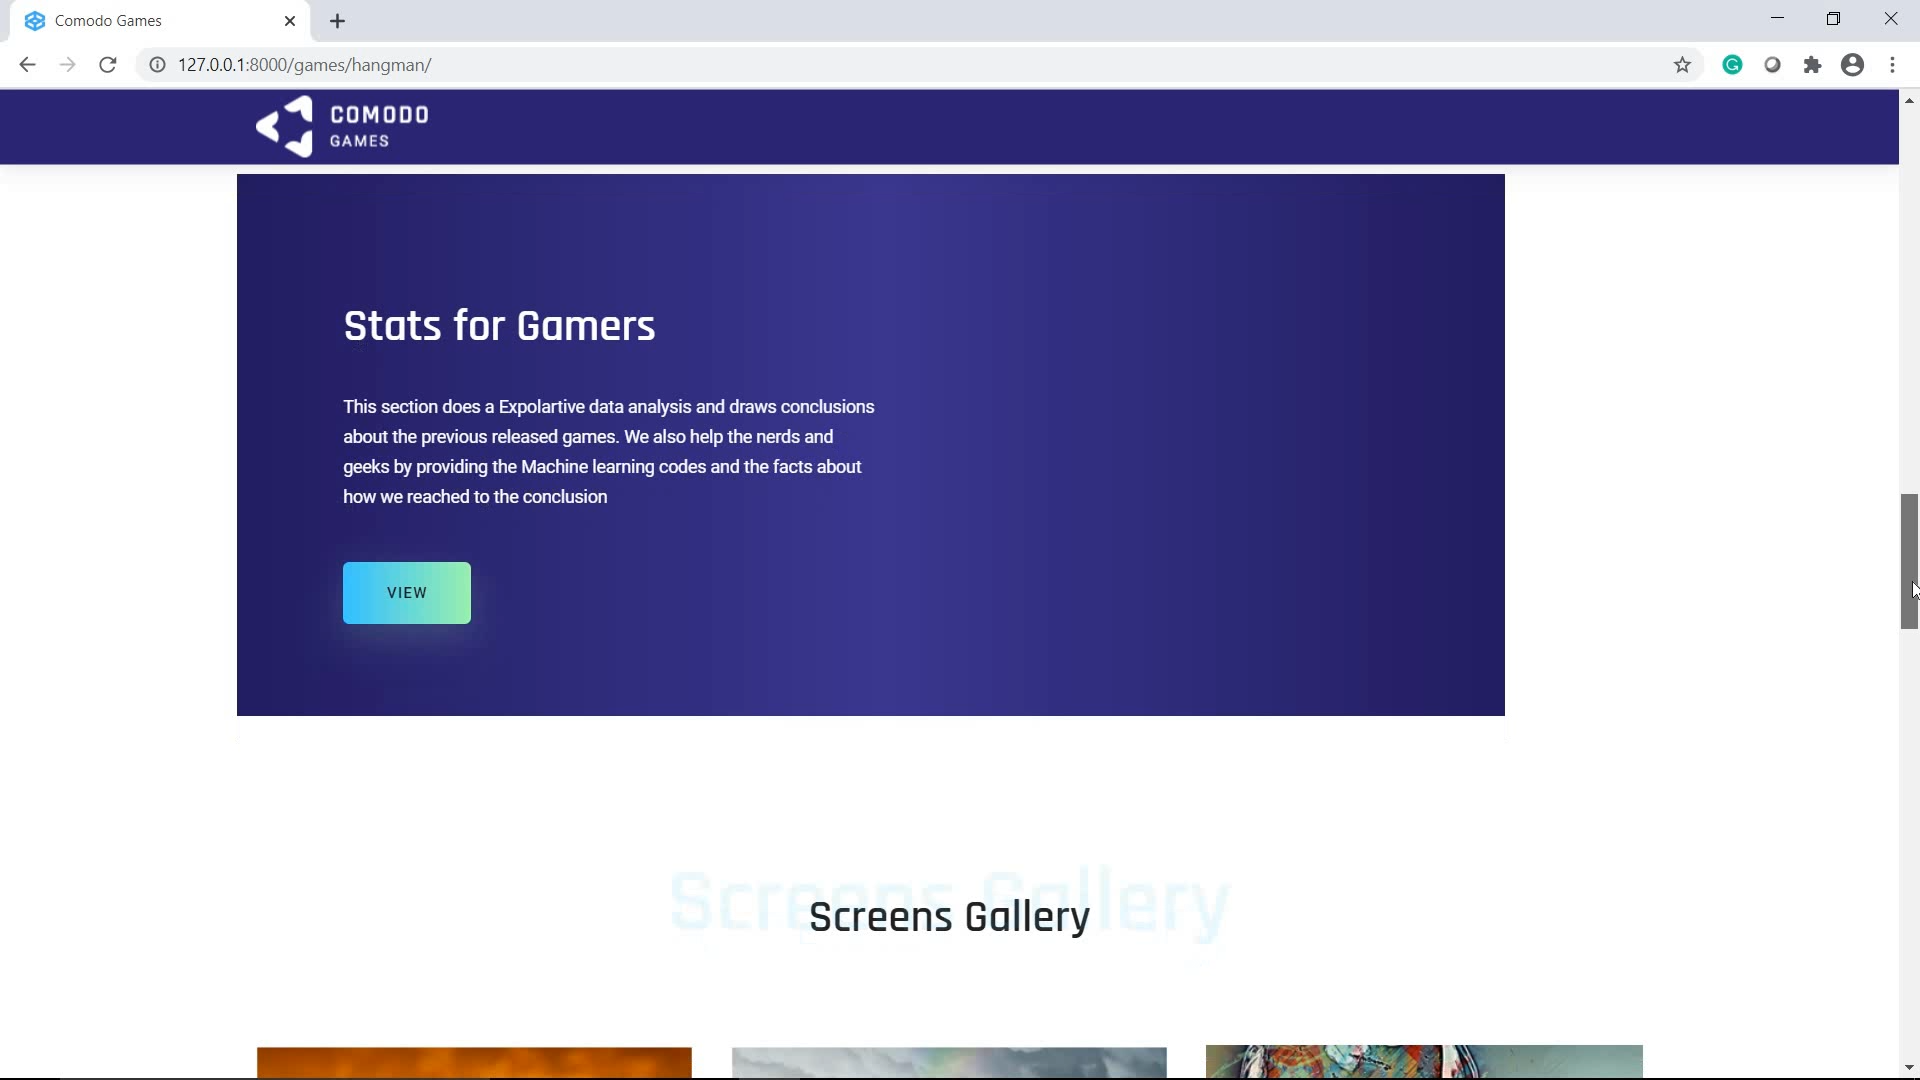 Comodo Games
127.0.0.1:8000/games/hangman/
COMODO
GAMES
Stats for Gamers
This section does a Expolartive data analysis and draws conclusions
about the previous released games. We also help the nerds and
geeks by providing the Machine learning codes and the facts about
how we reached to the conclusion
VIEW
Screens Gallery
Screens Gallery